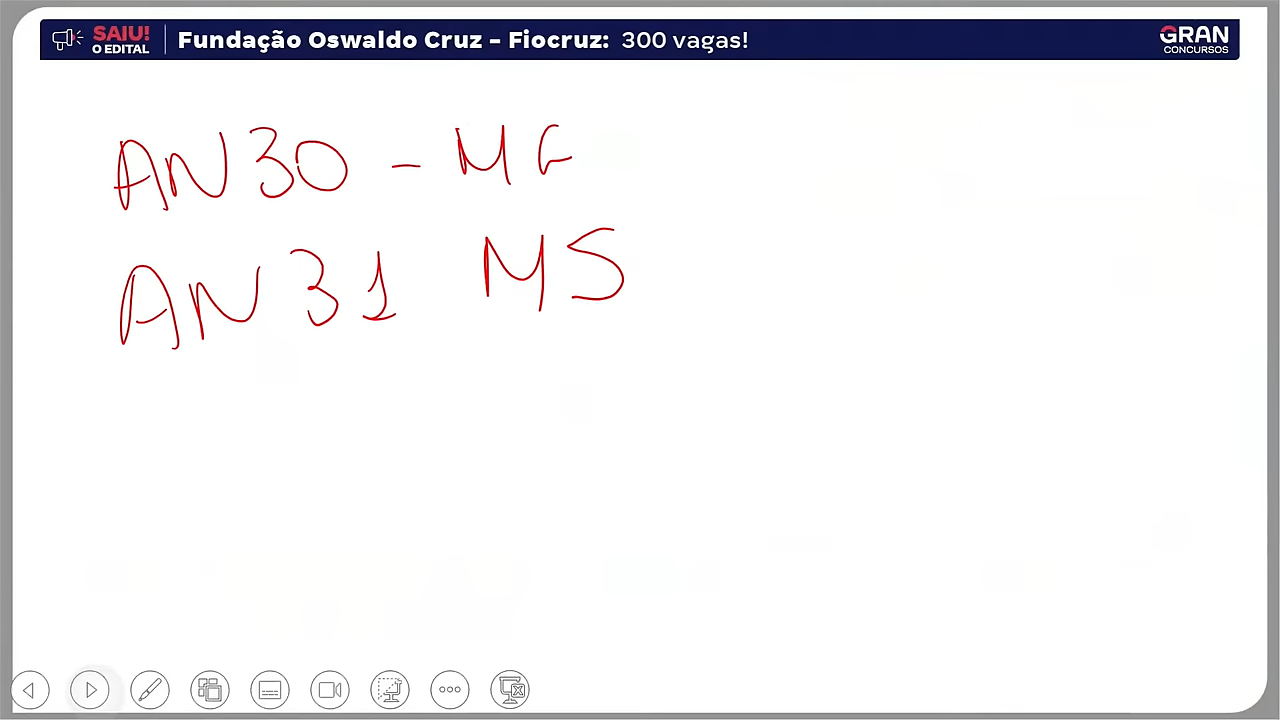 SAIU!
O EDITAL
Fundação Oswaldo Cruz – Fiocruz: 300 vagas!
GRAN
CONCURSOS
AN30 - MG
AN31 MS